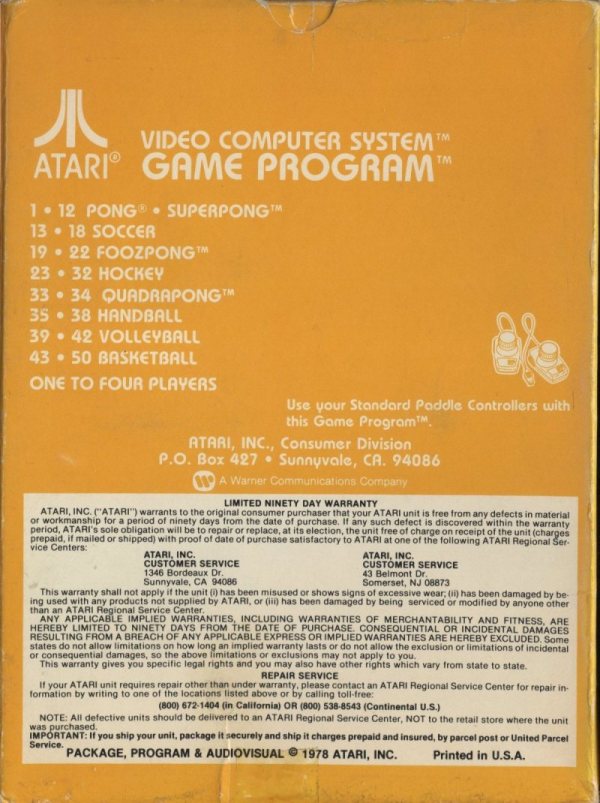 VIDEO COMPUTER SYSTEM™
ATARI® GAME PROGRAM™
1 • 12 PONG® • SUPERPONG™
13 • 18 SOCCER
19 • 22 FOOZPONG™
23 • 32 HOCKEY
33 • 34 QUADRAPONG™
35 • 38 HANDBALL
39 • 42 VOLLEYBALL
43 • 50 BASKETBALL
ONE TO FOUR PLAYERS
Use your Standard Paddle Controllers with
this Game Program™.
ATARI, INC., Consumer Division
P.O. Box 427 • Sunnyvale, CA. 94086
A Warner Communications Company
LIMITED NINETY DAY WARRANTY
ATARI, INC. ("ATARI") warrants to the original consumer purchaser that your ATARI unit is free from any defects in material
or workmanship for a period of ninety days from the date of purchase. If any such defect is discovered within the warranty
period, ATARI's sole obligation will be to repair or replace, at its election, the unit free of charge on receipt of the unit (charges
prepaid, if mailed or shipped) with proof of date of purchase satisfactory to ATARI at one of the following ATARI Regional Ser-
vice Centers:
ATARI, INC. ATARI, INC.
CUSTOMER SERVICE CUSTOMER SERVICE
1346 Bordeaux Dr. 43 Belmont Dr.
Sunnyvale, CA 94086 Somerset, NJ 08873
This warranty shall not apply if the unit (i) has been misused or shows signs of excessive wear; (ii) has been damaged by be-
ing used with any products not supplied by ATARI, or (iii) has been damaged by being serviced or modified by anyone other
than an ATARI Regional Service Center.
ANY APPLICABLE IMPLIED WARRANTIES, INCLUDING WARRANTIES OF MERCHANTABILITY AND FITNESS, ARE
HEREBY LIMITED TO NINETY DAYS FROM THE DATE OF PURCHASE. CONSEQUENTIAL OR INCIDENTAL DAMAGES
RESULTING FROM A BREACH OF ANY APPLICABLE EXPRESS OR IMPLIED WARRANTIES ARE HEREBY EXCLUDED. Some
states do not allow limitations on how long an implied warranty lasts or do not allow the exclusion or limitations of incidental
or consequential damages, so the above limitations or exclusions may not apply to you.
This warranty gives you specific legal rights and you may also have other rights which vary from state to state.
REPAIR SERVICE
If your ATARI unit requires repair other than under warranty, please contact an ATARI Regional Service Center for repair in-
formation by writing to one of the locations listed above or by calling toll-free:
(800) 672-1404 (in California) OR (800) 538-8543 (Continental U.S.)
NOTE: All defective units should be delivered to an ATARI Regional Service Center, NOT to the retail store where the unit
was purchased.
IMPORTANT: If you ship your unit, package it securely and ship it charges prepaid and insured, by parcel post or United Parcel
Service.
PACKAGE, PROGRAM & AUDIOVISUAL © 1978 ATARI, INC. Printed in U.S.A.